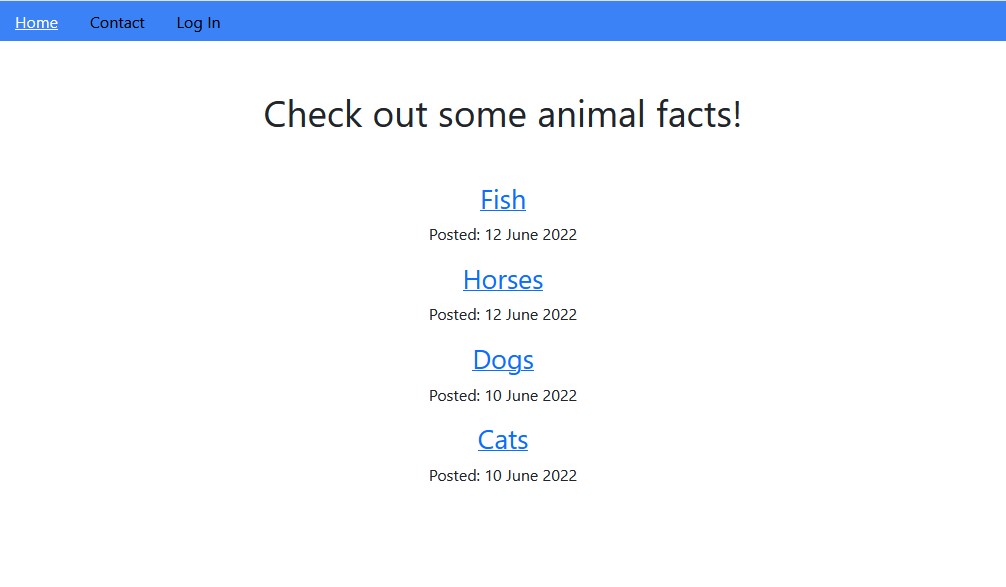 Home Contact Log In
Check out some animal facts!
Fish
Posted: 12 June 2022
Horses
Posted: 12 June 2022
Dogs
Posted: 10 June 2022
Cats
Posted: 10 June 2022